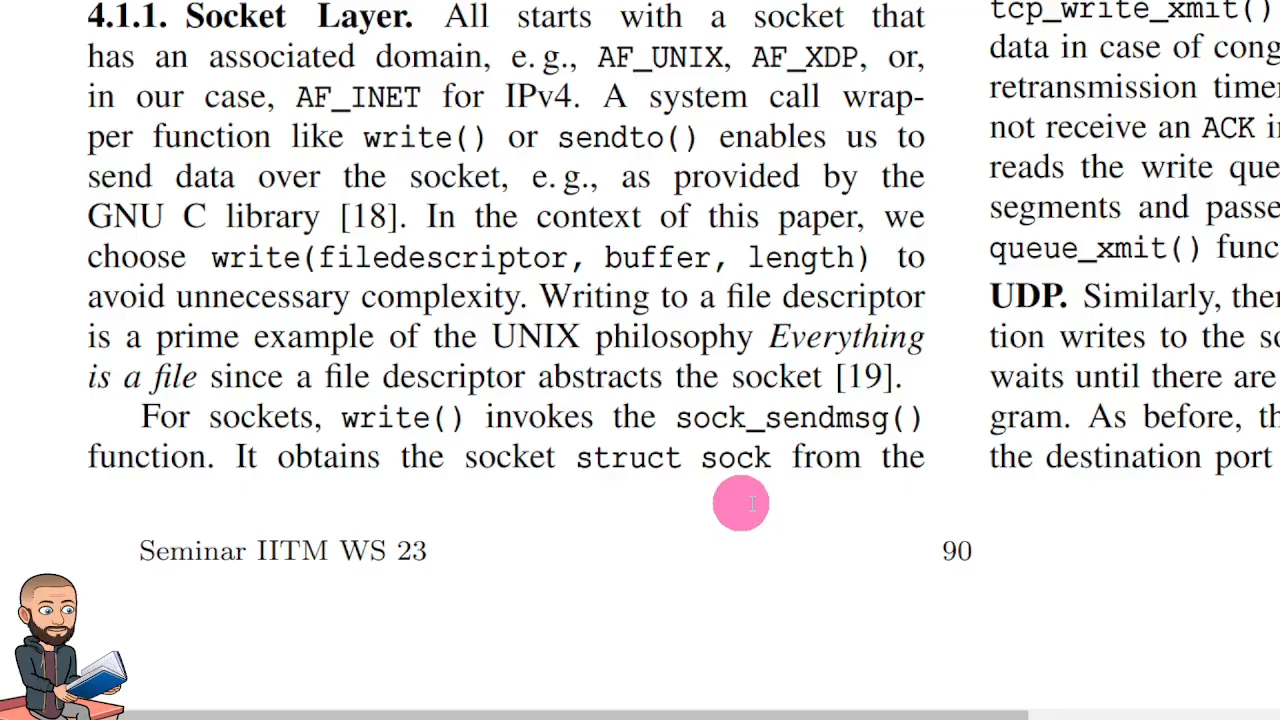 4.1.1. Socket Layer. All starts with a socket that
has an associated domain, e. g., AF_UNIX, AF_XDP, or,
in our case, AF_INET for IPv4. A system call wrap-
per function like write() or sendto() enables us to
send data over the socket, e. g., as provided by the
GNU C library [18]. In the context of this paper, we
choose write(filedescriptor, buffer, length) to
avoid unnecessary complexity. Writing to a file descriptor
is a prime example of the UNIX philosophy Everything
is a file since a file descriptor abstracts the socket [19].
For sockets, write() invokes the sock_sendmsg()
function. It obtains the socket struct sock from the
tcp_write_xmit()
data in case of cong
retransmission timer
not receive an ACK i
reads the write que
segments and passe
queue_xmit() func
UDP. Similarly, ther
tion writes to the so
waits until there are
gram. As before, th
the destination port
Seminar IITM WS 23
90